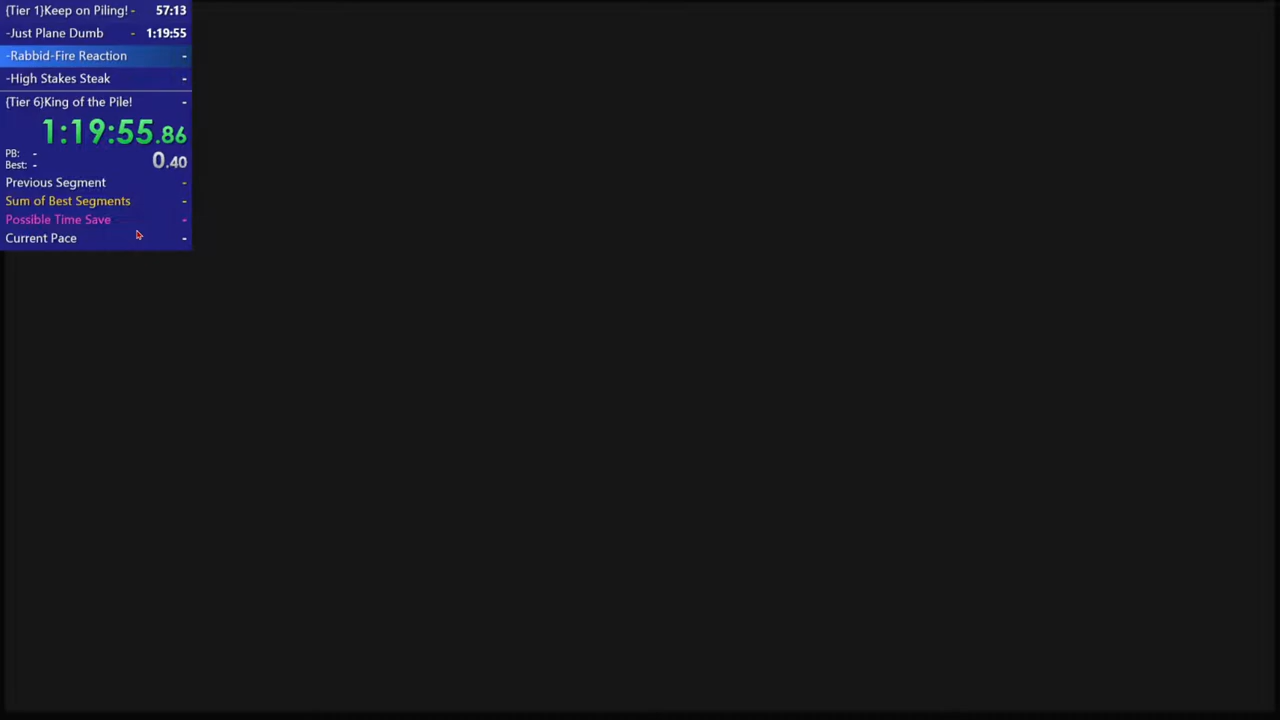 {Tier 1}Keep on Piling! - 57:13
-Just Plane Dumb - 1:19:55
-Rabbid-Fire Reaction -
-High Stakes Steak -
{Tier 6}King of the Pile! -
1:19:55.86
PB: -
Best: - 0.40
Previous Segment -
Sum of Best Segments -
Possible Time Save -
Current Pace -